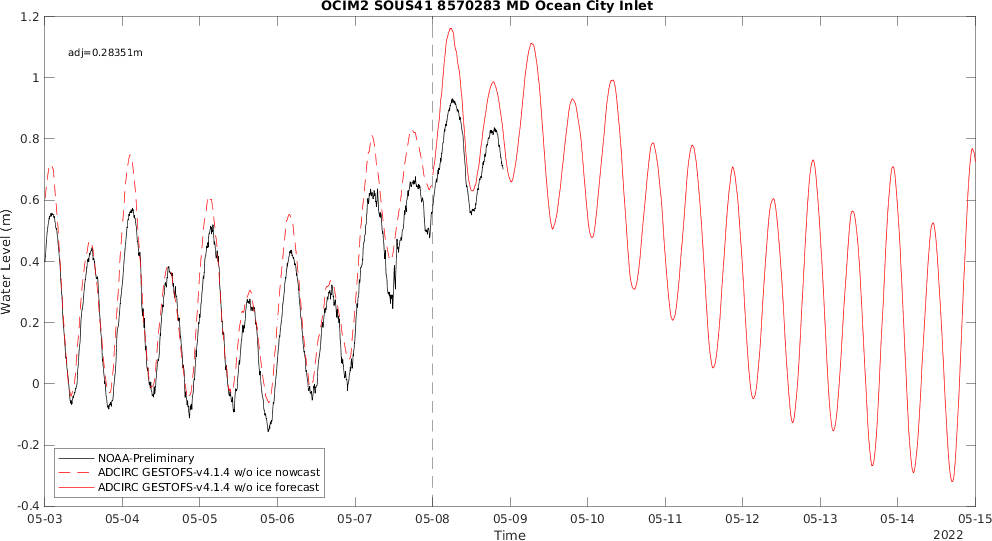 OCIM2 SOUS41 8570283 MD Ocean City Inlet
adj=0.28351m
1.2
1
0.8
0.6
0.4
0.2
0
-0.2
-0.4
Water Level (m)
NOAA-Preliminary
ADCIRC GESTOFS-v4.1.4 w/o ice nowcast
ADCIRC GESTOFS-v4.1.4 w/o ice forecast
05-03 05-04 05-05 05-06 05-07 05-08 05-09 05-10 05-11 05-12 05-13 05-14 05-15
Time
2022